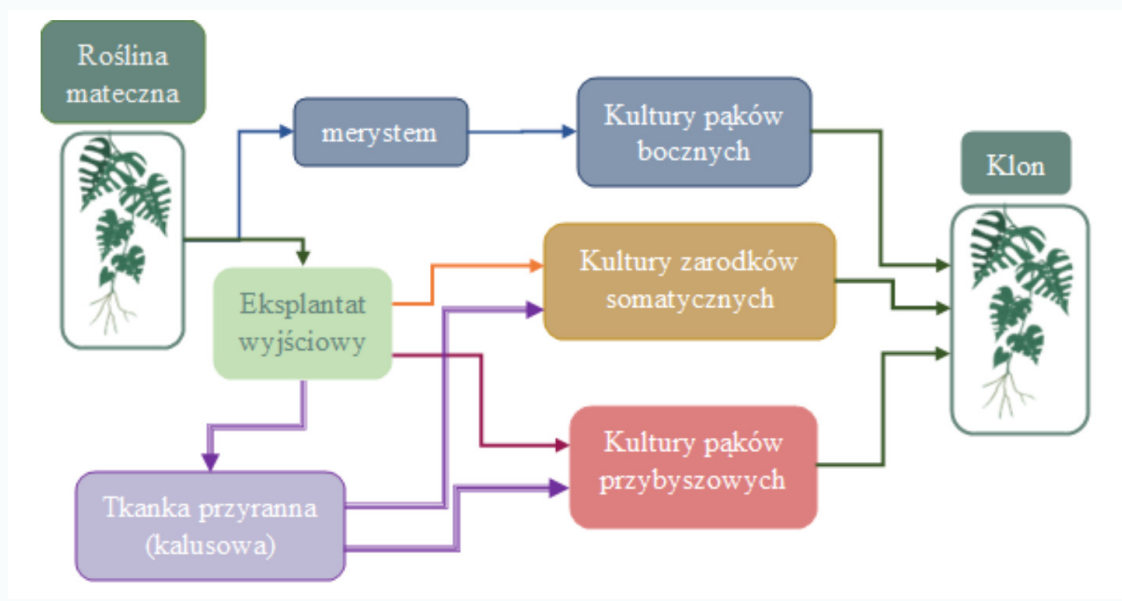 Roślina
mateczna
merystem
Kultury pąków
bocznych
Klon
Eksplantat
wyjściowy
Kultury zarodków
somatycznych
Tkanka przyranna
(kalusowa)
Kultury pąków
przybyszowych